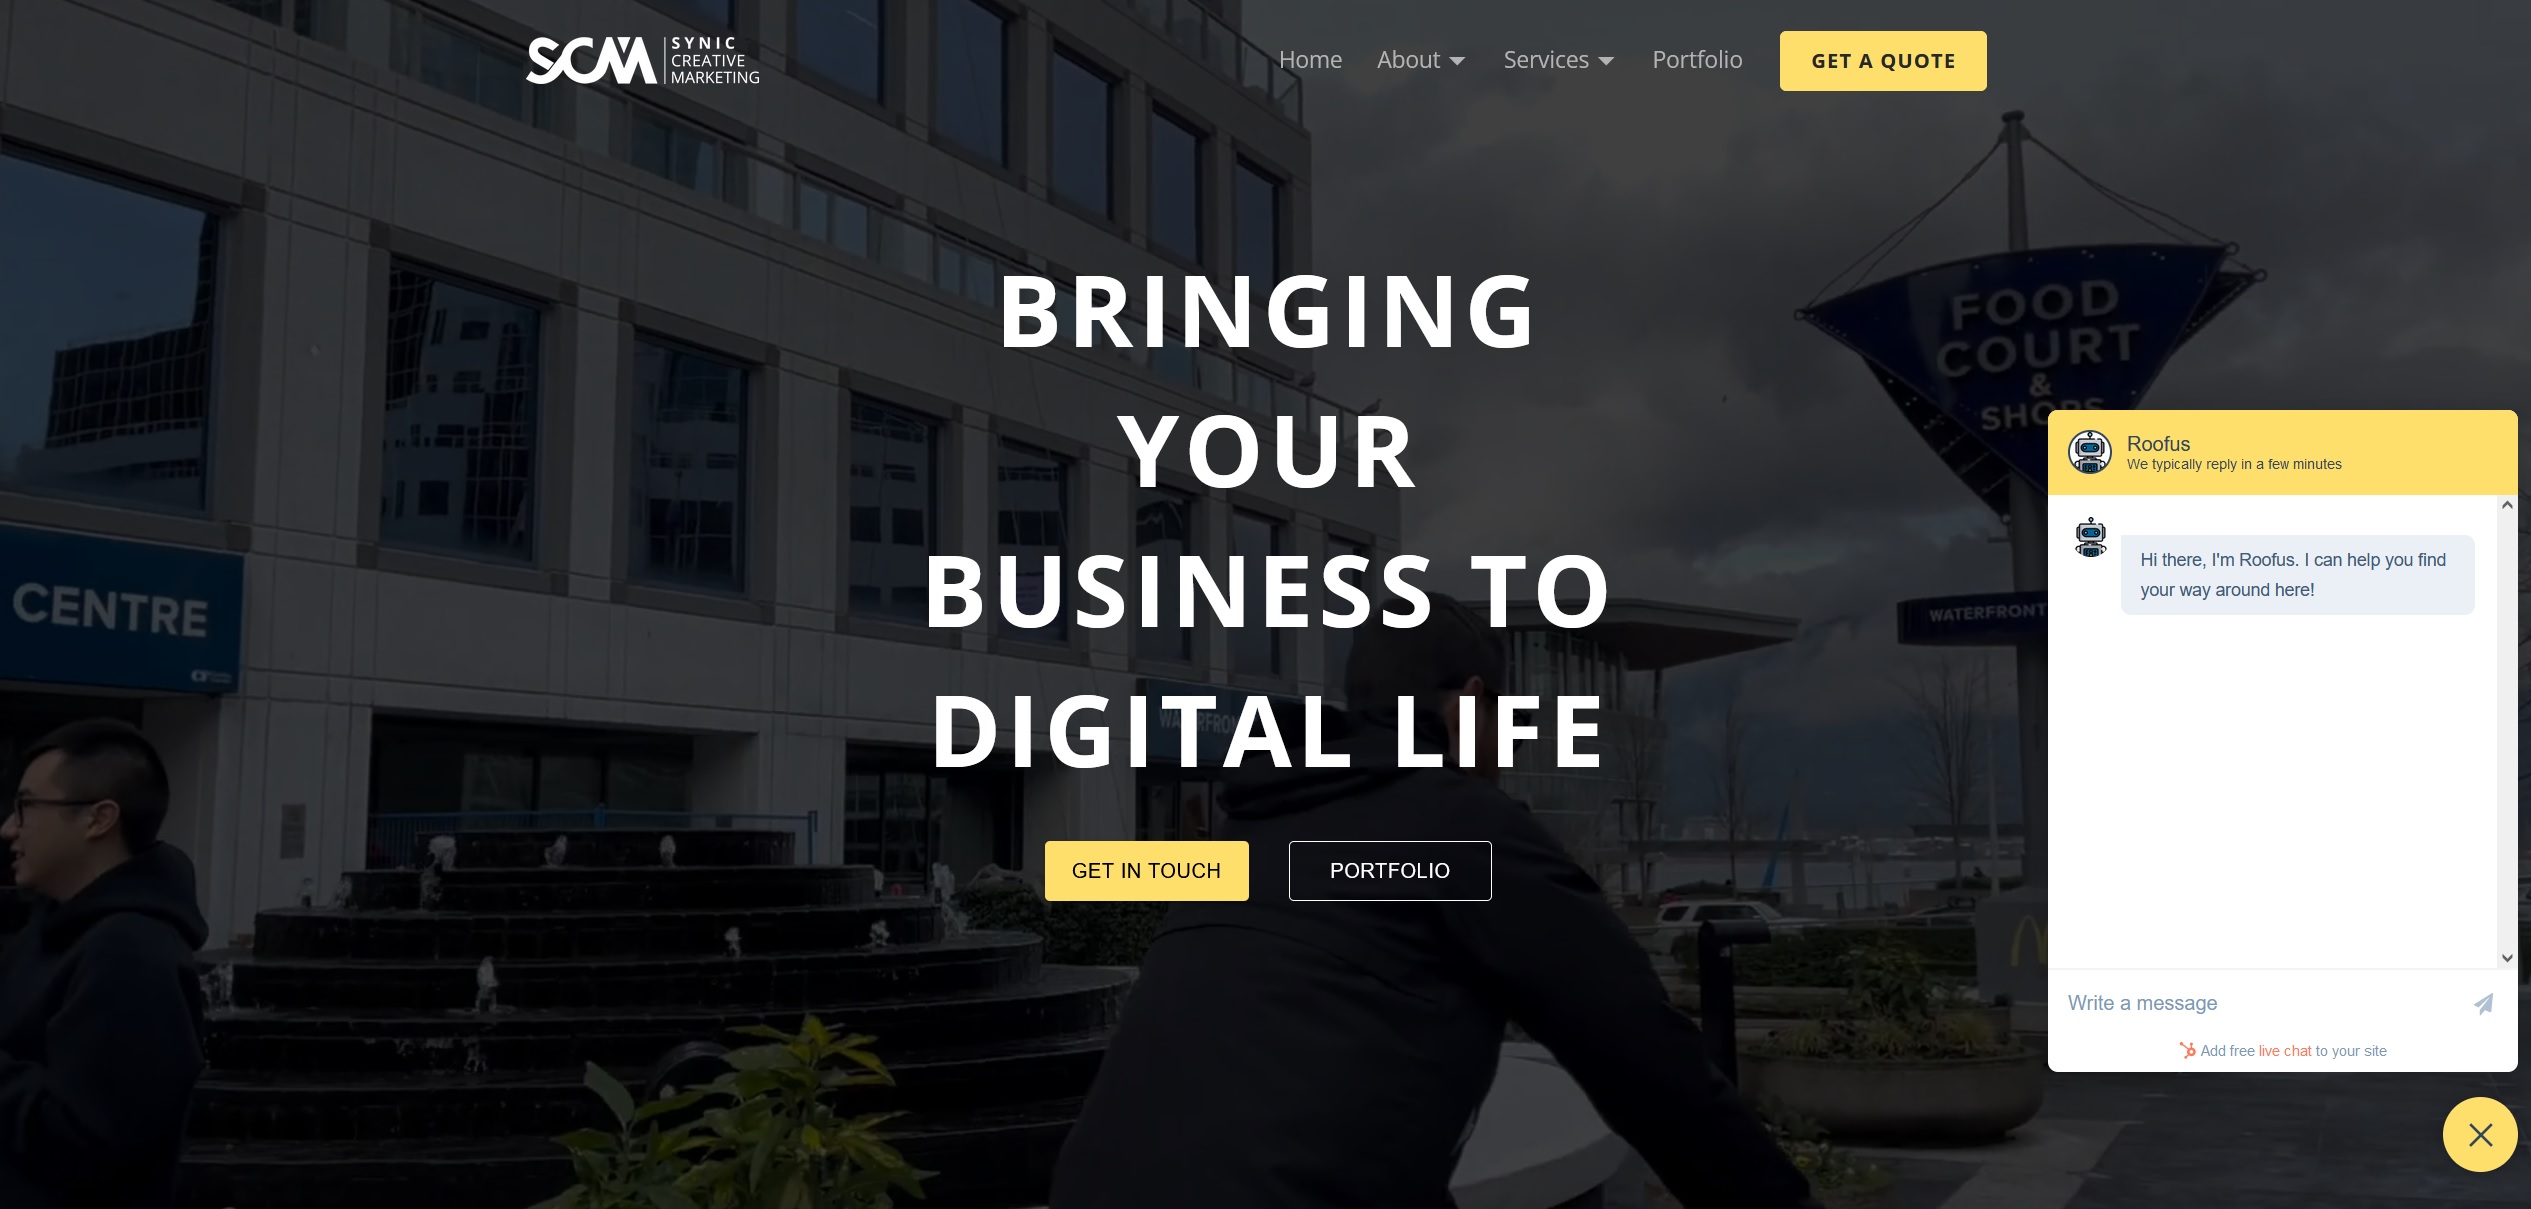 SCM
SYNIC
CREATIVE
MARKETING
Home
About
Services
Portfolio
GET A QUOTE
BRINGING
YOUR
BUSINESS TO
DIGITAL LIFE
GET IN TOUCH
PORTFOLIO
FOOD
COURT
&
SHOPS
CENTRE
WATERFRONT
Roofus
We typically reply in a few minutes
Hi there, I'm Roofus. I can help you find
your way around here!
Write a message
Add free live chat to your site